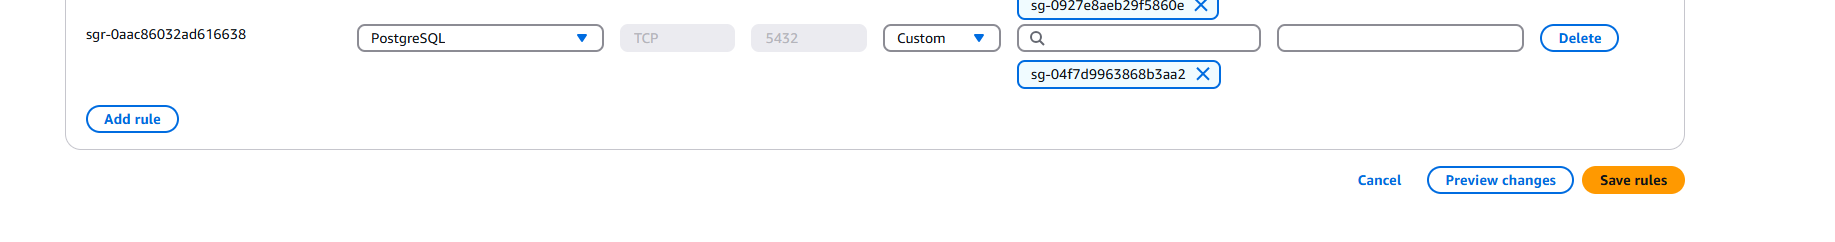 sg-0927e8aeb29f5860e
sgr-0aac86032ad616638 PostgreSQL TCP 5432 Custom Delete
sg-04f7d9963868b3aa2
Add rule
Cancel Preview changes Save rules